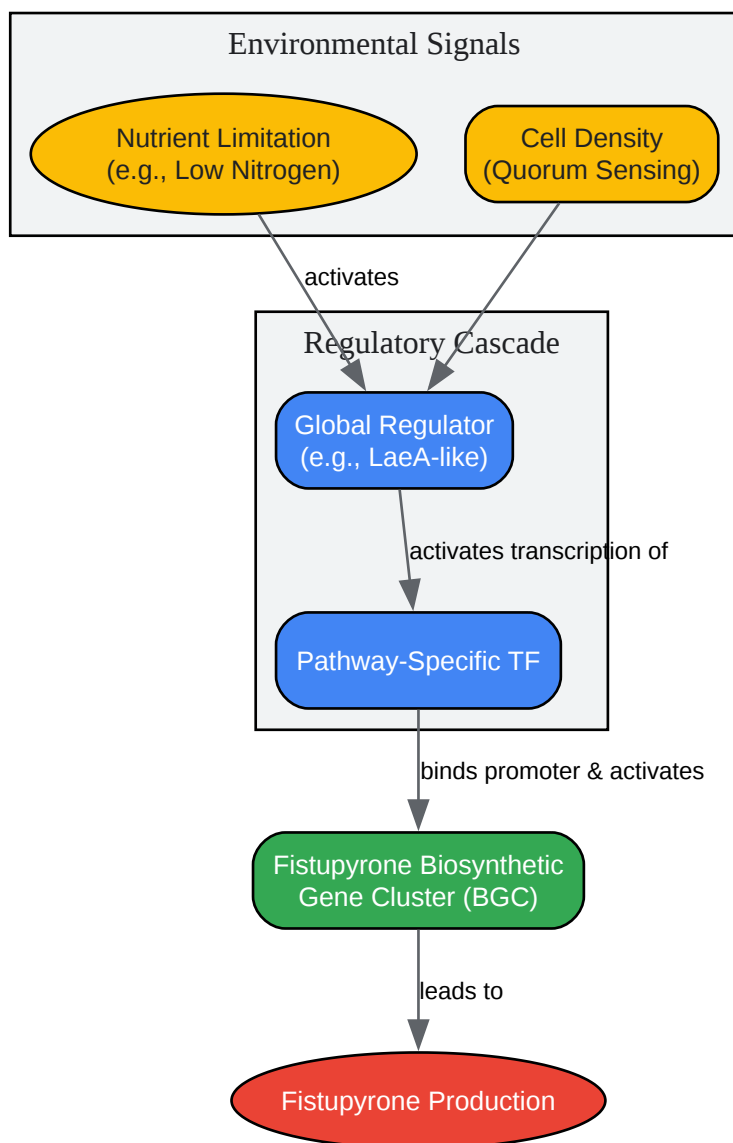 Environmental Signals
Nutrient Limitation
(e.g., Low Nitrogen)
Cell Density
(Quorum Sensing)
activates
Regulatory Cascade
Global Regulator
(e.g., LaeA-like)
activates transcription of
Pathway-Specific TF
binds promoter & activates
Fistupyrone Biosynthetic
Gene Cluster (BGC)
leads to
Fistupyrone Production